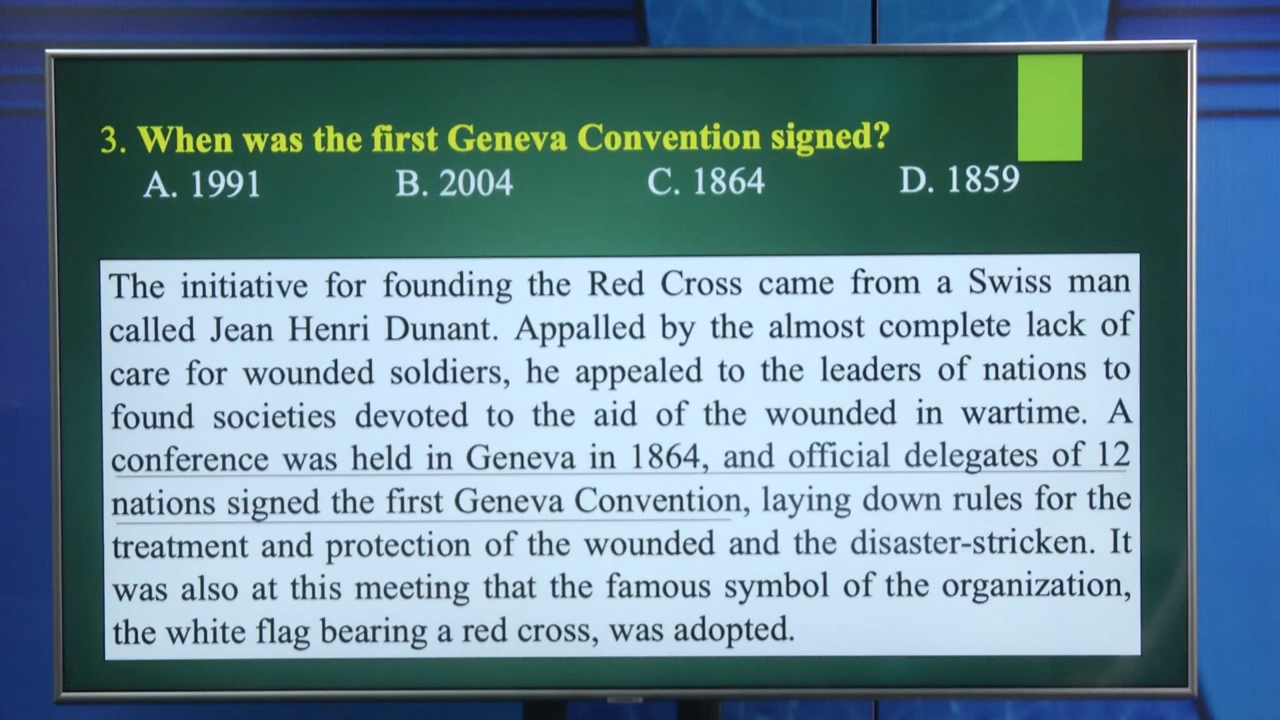 3. When was the first Geneva Convention signed?
A. 1991 B. 2004 C. 1864 D. 1859
The initiative for founding the Red Cross came from a Swiss man
called Jean Henri Dunant. Appalled by the almost complete lack of
care for wounded soldiers, he appealed to the leaders of nations to
found societies devoted to the aid of the wounded in wartime. A
conference was held in Geneva in 1864, and official delegates of 12
nations signed the first Geneva Convention, laying down rules for the
treatment and protection of the wounded and the disaster-stricken. It
was also at this meeting that the famous symbol of the organization,
the white flag bearing a red cross, was adopted.